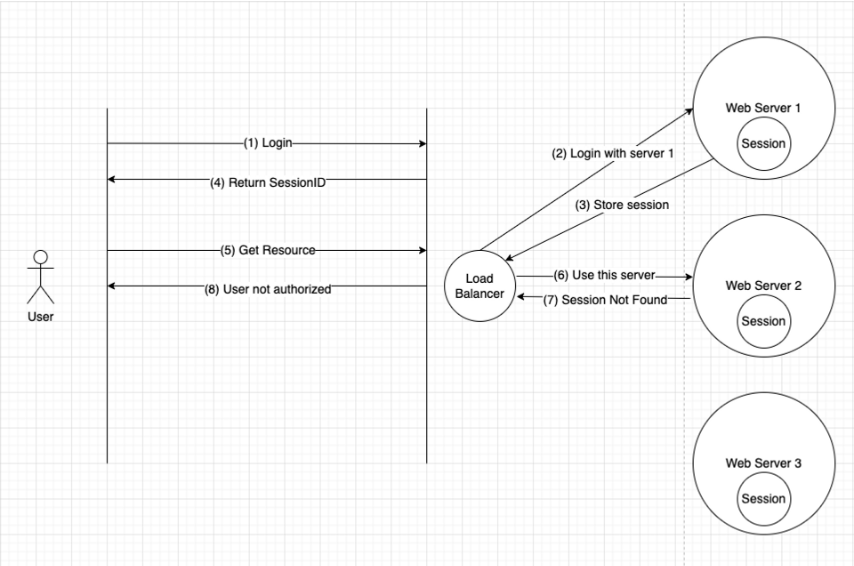 Web Server 1
Session
(1) Login
(2) Login with server 1
(4) Return SessionID
(3) Store session
(5) Get Resource
(6) Use this server
Load
Balancer
Web Server 2
(8) User not authorized
(7) Session Not Found
User
Session
Web Server 3
Session